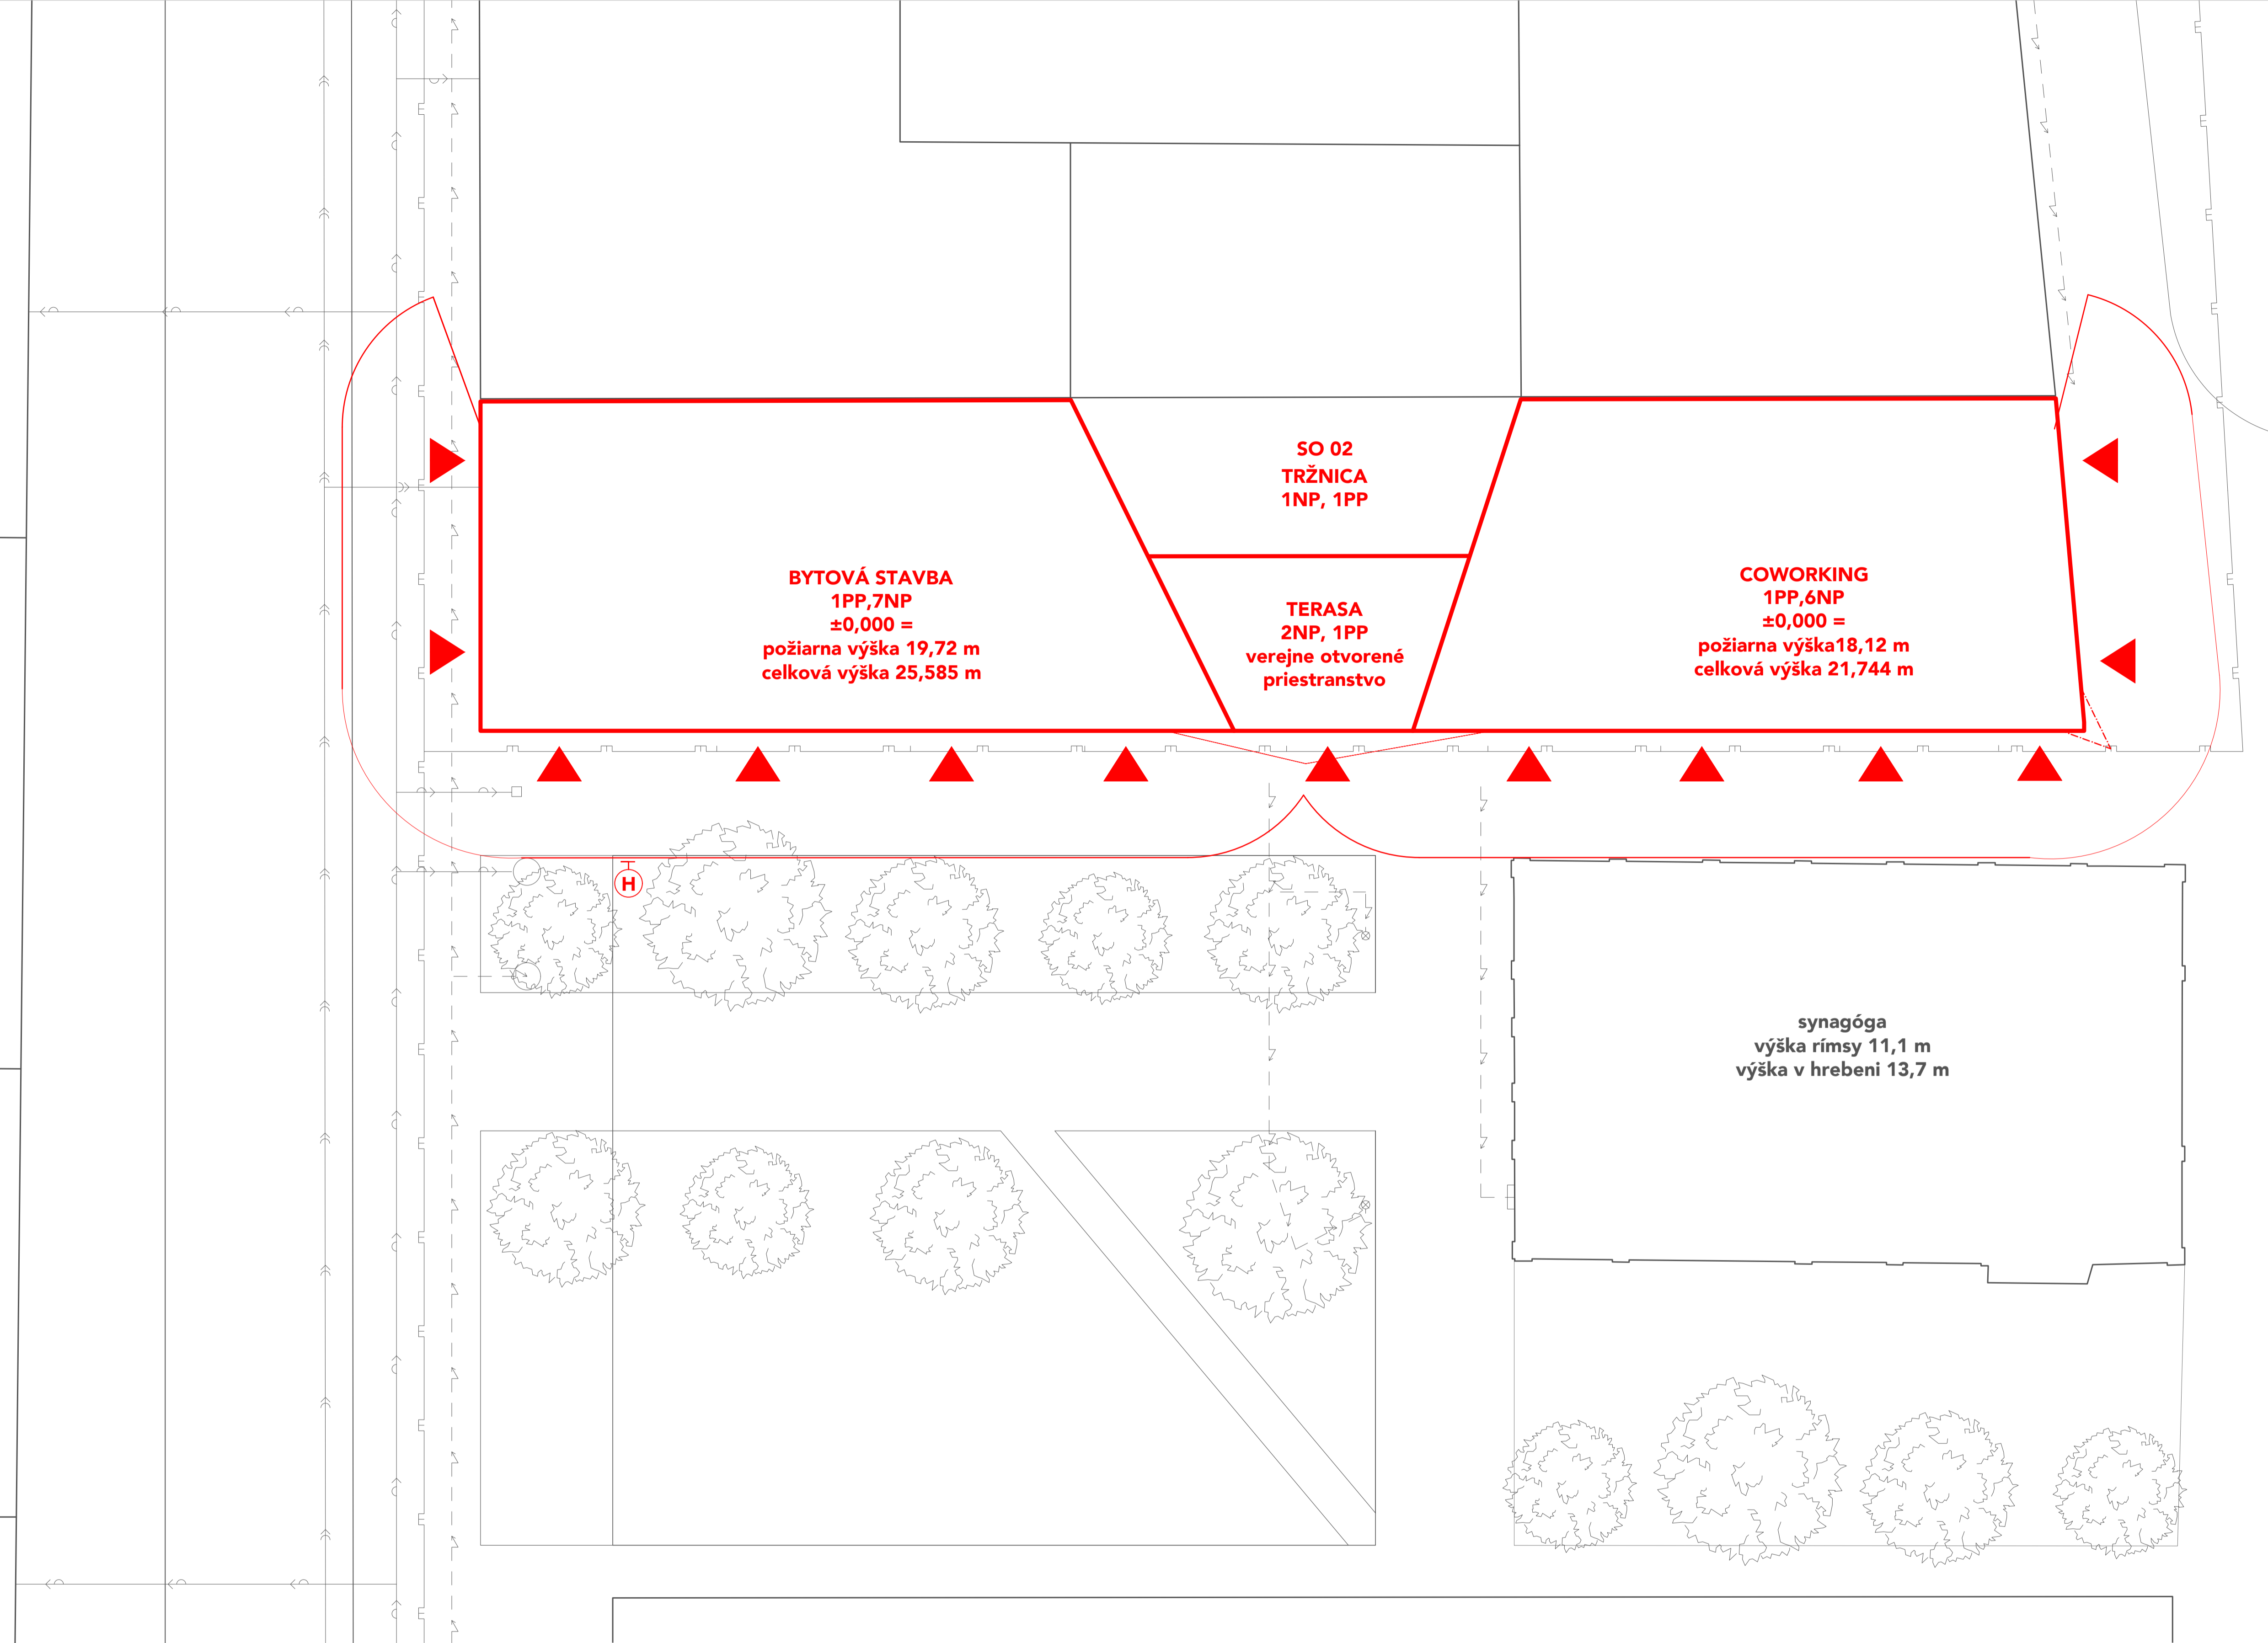 SO 02
TRŽNICA
1NP, 1PP
BYTOVÁ STAVBA
1PP,7NP
±0,000 =
požiarna výška 19,72 m
celková výška 25,585 m
TERASA
2NP, 1PP
verejne otvorené
priestranstvo
COWORKING
1PP,6NP
±0,000 =
požiarna výška18,12 m
celková výška 21,744 m
H
synagóga
výška rímsy 11,1 m
výška v hrebeni 13,7 m